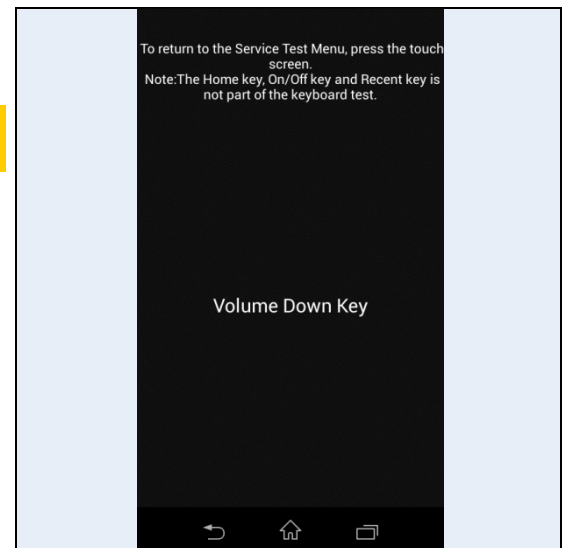 To return to the Service Test Menu, press the touch
screen.
Note:The Home key, On/Off key and Recent key is
not part of the keyboard test.
Volume Down Key